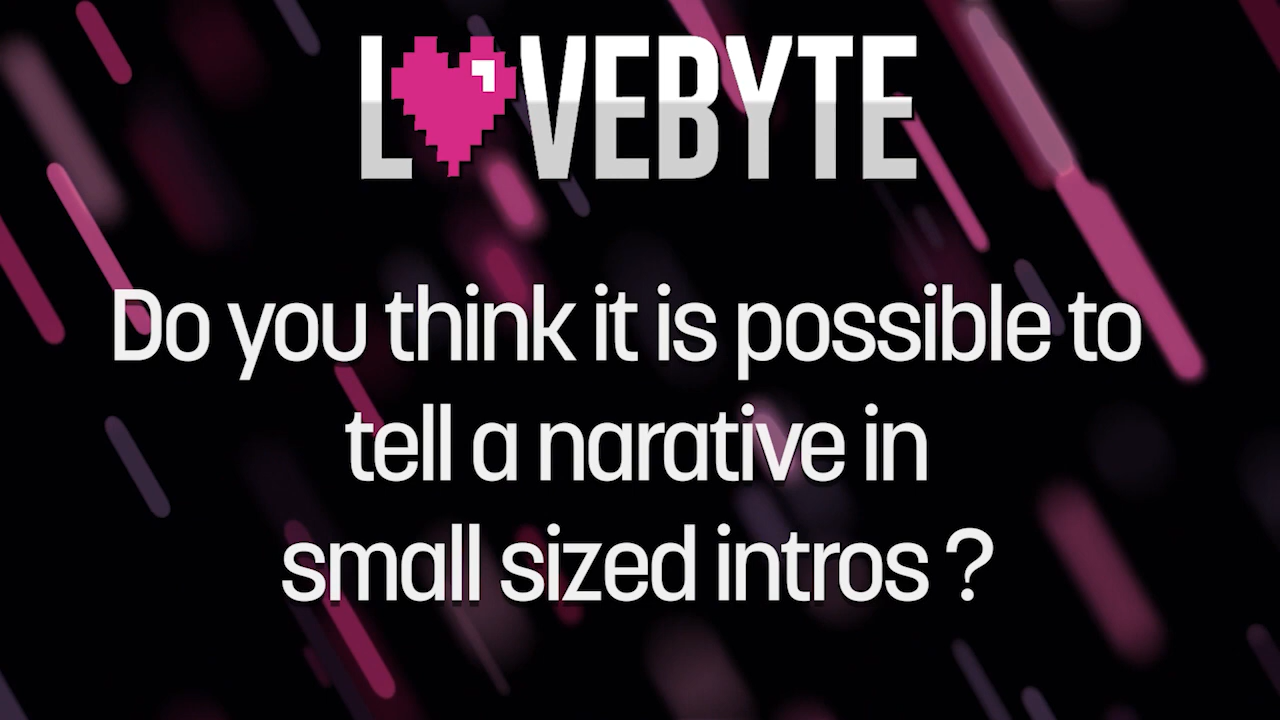 LOVEBYTE
Do you think it is possible to
tell a narative in
small sized intros ?